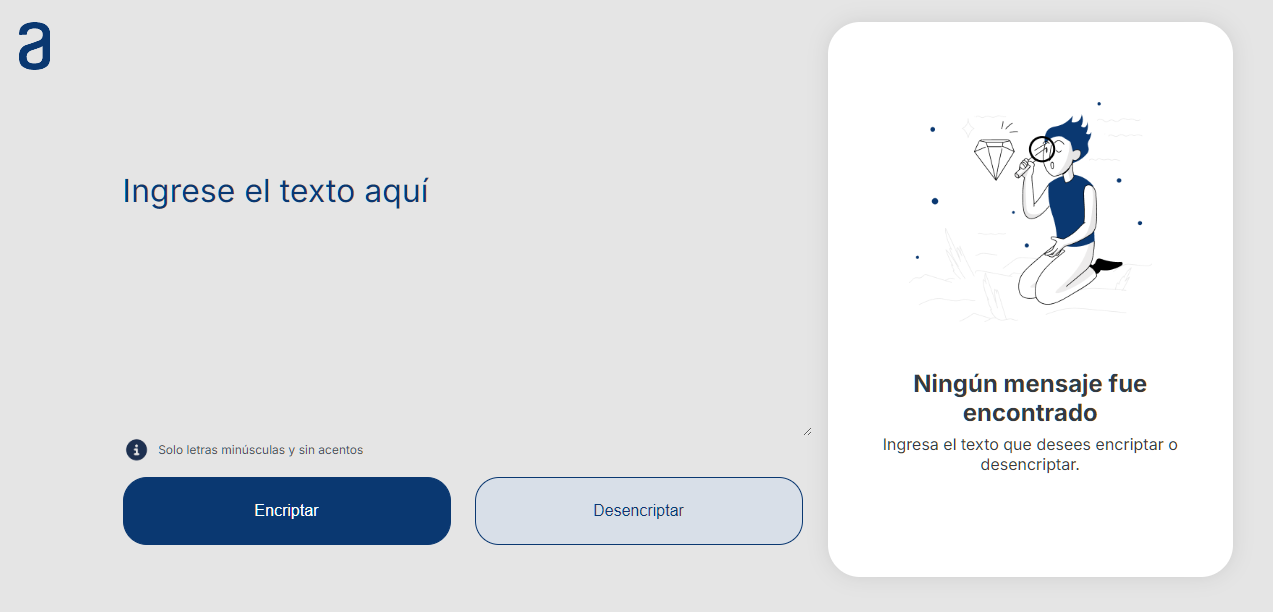 a
Ingrese el texto aquí
Solo letras minúsculas y sin acentos
Encriptar
Desencriptar
Ningún mensaje fue
encontrado
Ingresa el texto que desees encriptar o
desencriptar.